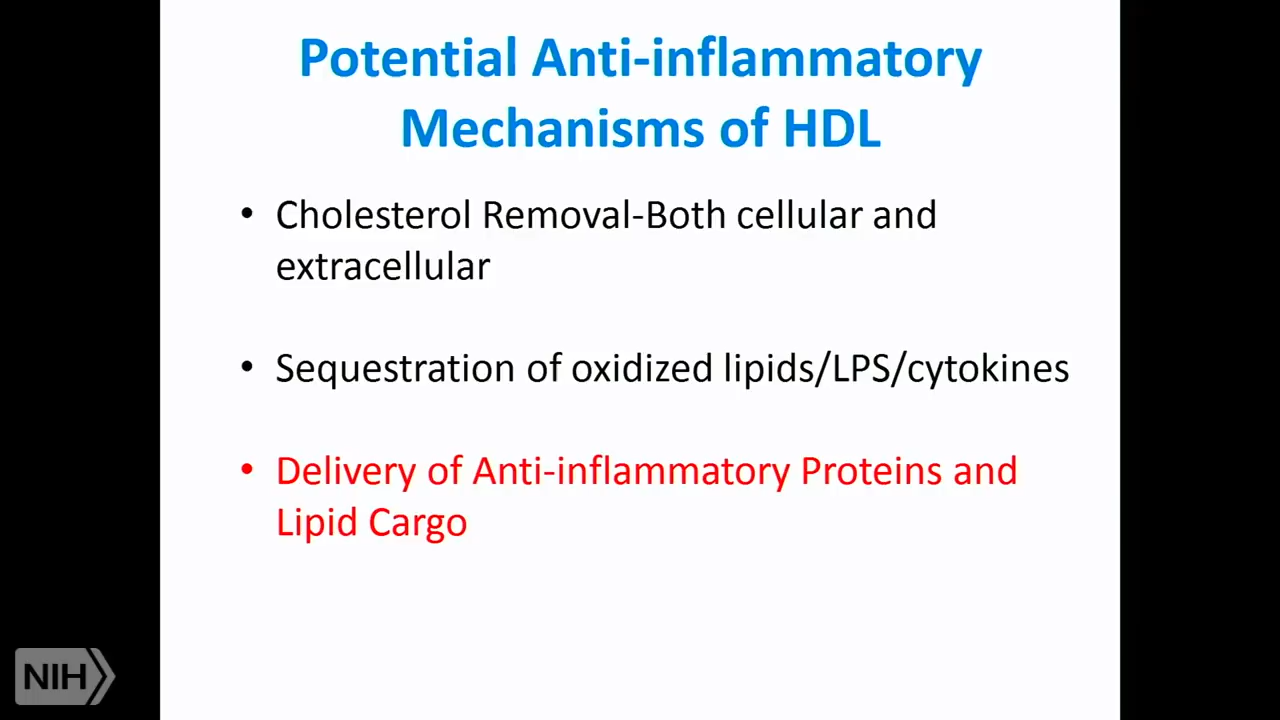 Potential Anti-inflammatory
Mechanisms of HDL
• Cholesterol Removal-Both cellular and
extracellular
• Sequestration of oxidized lipids/LPS/cytokines
• Delivery of Anti-inflammatory Proteins and
Lipid Cargo
NIH